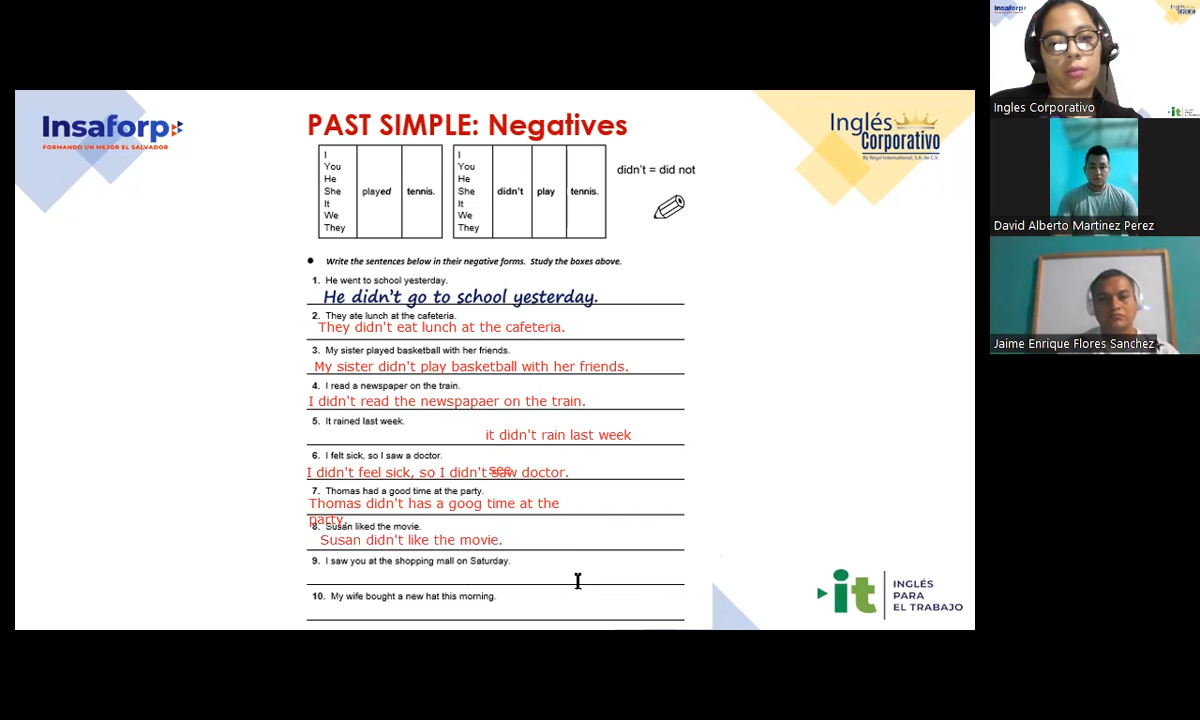 Insaforp
FORMANDO UN MEJOR EL SALVADOR
PAST SIMPLE: Negatives
Inglés
Corporativo
By Regal International, S.A. de C.V.
I
You
He
She
It
We
They
played
tennis.
I
You
He
She
It
We
They
didn't
play
tennis.
didn't = did not
Write the sentences below in their negative forms. Study the boxes above.
1. He went to school yesterday.
He didn't go to school yesterday.
2. They ate lunch at the cafeteria.
They didn't eat lunch at the cafeteria.
3. My sister played basketball with her friends.
My sister didn't play basketball with her friends.
4. I read a newspaper on the train.
I didn't read the newspapaer on the train.
5. It rained last week.
it didn't rain last week
6. I felt sick, so I saw a doctor.
see
I didn't feel sick, so I didn't saw doctor.
7. Thomas had a good time at the party.
Thomas didn't has a goog time at the
party.
8. Susan liked the movie.
Susan didn't like the movie.
9. I saw you at the shopping mall on Saturday.
10. My wife bought a new hat this morning.
it
INGLÉS
PARA
EL TRABAJO
Insaforp
Ingles Corporativo
David Alberto Martinez Perez
Jaime Enrique Flores Sanchez